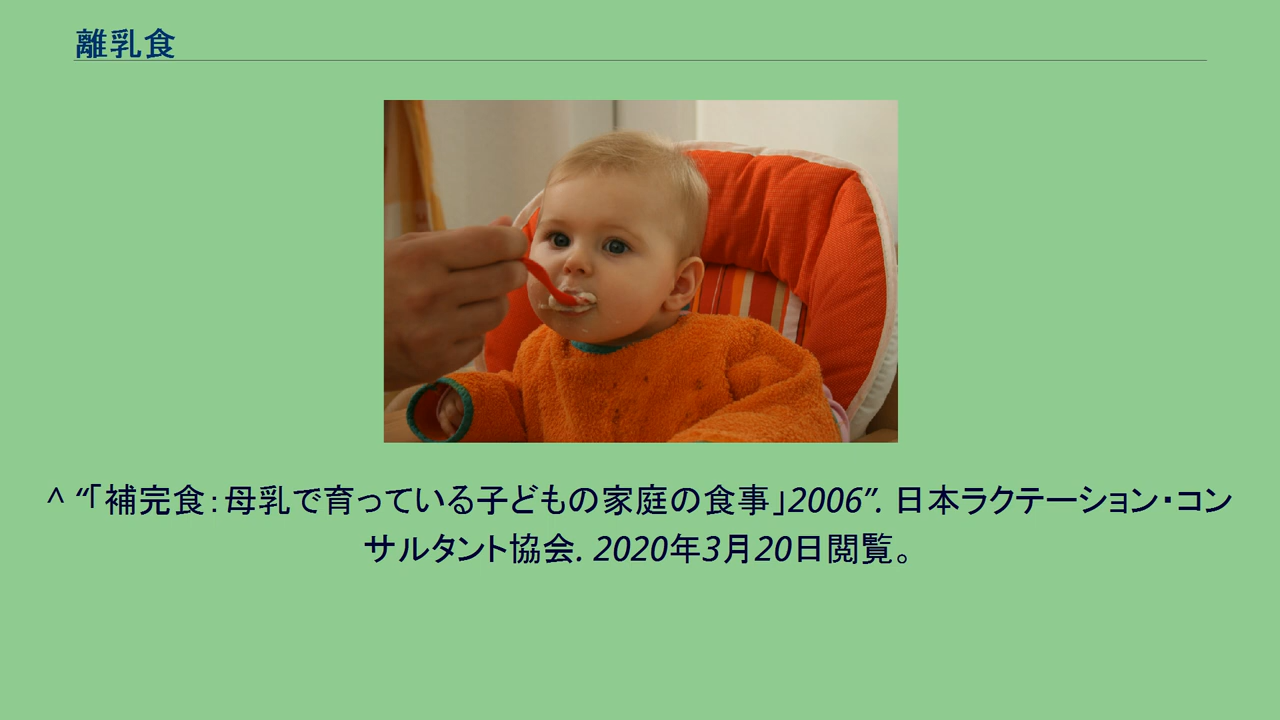 離乳食
^ “「補完食：母乳で育っている子どもの家庭の食事」2006”. 日本ラクテーション・コン
サルタント協会. 2020年3月20日閲覧。